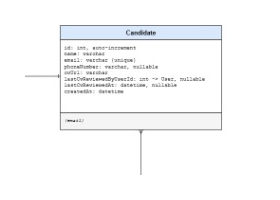 Candidate
id: int, auto-increment
name: varchar
email: varchar (unique)
phoneNumber: varchar, nullable
cvUrl: varchar
lastCvReviewedByUserId: int -> User, nullable
lastCvReviewedAt: datetime, nullable
createdAt: datetime